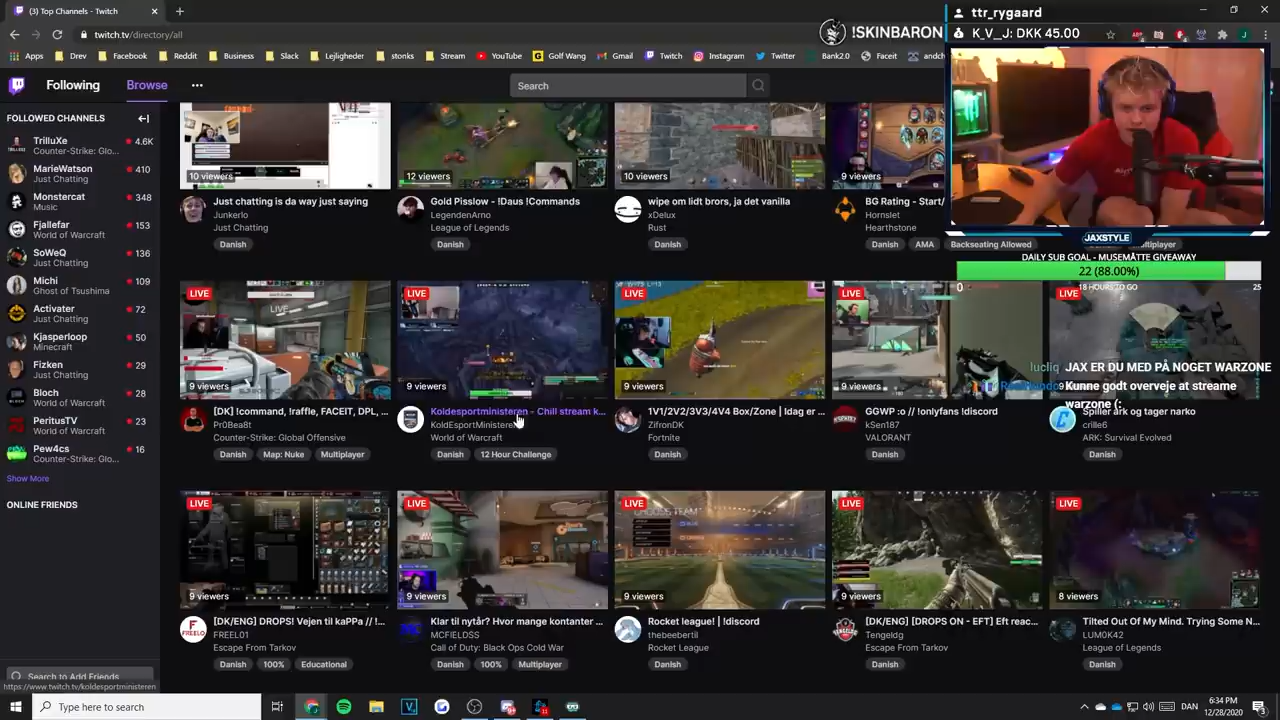 (3) Top Channels - Twitch
twitch.tv/directory/all
!SKINBARON
ttr_rygaard
K_V_J: DKK 45.00
Apps
Drev
Facebook
Reddit
Business
Slack
Lejligheder
stonks
Stream
YouTube
Golf Wang
Gmail
Twitch
Instagram
Twitter
Bank2.0
Faceit
Following
Browse
Search
FOLLOWED CHANNELS
TrilluXe
4.6K
Counter-Strike: Glo...
MarieWatson
410
Just Chatting
Monstercat
348
Music
Fjallefar
153
World of Warcraft
SoWeQ
136
Just Chatting
Michi
109
Ghost of Tsushima
Activater
72
Just Chatting
Kjasperloop
50
Minecraft
Fizken
29
Just Chatting
Bloch
28
World of Warcraft
PeritusTV
23
World of Warcraft
Pew4cs
16
Counter-Strike: Glo...
Show More
ONLINE FRIENDS
Search to Add Friends
https://www.twitch.tv/koldesportministeren
10 viewers
12 viewers
10 viewers
9 viewers
Just chatting is da way just saying
Junkerlo
Just Chatting
Danish
Gold Pisslow - !Daus !Commands
LegendenArno
League of Legends
Danish
wipe om lidt brors, ja det vanilla
xDelux
Rust
Danish
BG Rating - Start/
Hornslet
Hearthstone
Danish
AMA
Backseating Allowed
JAXSTYLE
DAILY SUB GOAL - MUSEMÅTTE GIVEAWAY
22 (88.00%)
0
18 HOURS TO GO
25
lucliq JAX ER DU MED PÅ NOGET WARZONE
Kunne godt overveje at streame
warzone (:
LIVE
9 viewers
LIVE
9 viewers
LIVE
9 viewers
LIVE
9 viewers
LIVE
[DK] !command, !raffle, FACEIT, DPL, ...
Pr0Bea8t
Counter-Strike: Global Offensive
Danish
Map: Nuke
Multiplayer
Koldesportministeren - Chill stream k...
KoldEsportMinistere
World of Warcraft
Danish
12 Hour Challenge
1V1/2V2/3V3/4V4 Box/Zone | Idag er ...
ZifronDK
Fortnite
Danish
GGWP :o // !onlyfans !discord
kSen187
VALORANT
Danish
Spiller ark og tager narko
crille6
ARK: Survival Evolved
Danish
LIVE
9 viewers
LIVE
9 viewers
LIVE
9 viewers
LIVE
9 viewers
LIVE
8 viewers
[DK/ENG] DROPS! Vejen til kaPPa // !...
FREEL01
Escape From Tarkov
Danish
100%
Educational
Klar til nytår? Hvor mange kontanter ...
MCFIELDSS
Call of Duty: Black Ops Cold War
Danish
100%
Multiplayer
Rocket league! | !discord
thebeebertil
Rocket League
Danish
[DK/ENG] [DROPS ON - EFT] Eft reac...
Tengeldg
Escape From Tarkov
Danish
Tilted Out Of My Mind. Trying Some N...
LUM0K42
League of Legends
Danish
Type here to search
DAN
6:34 PM
12/28/2020